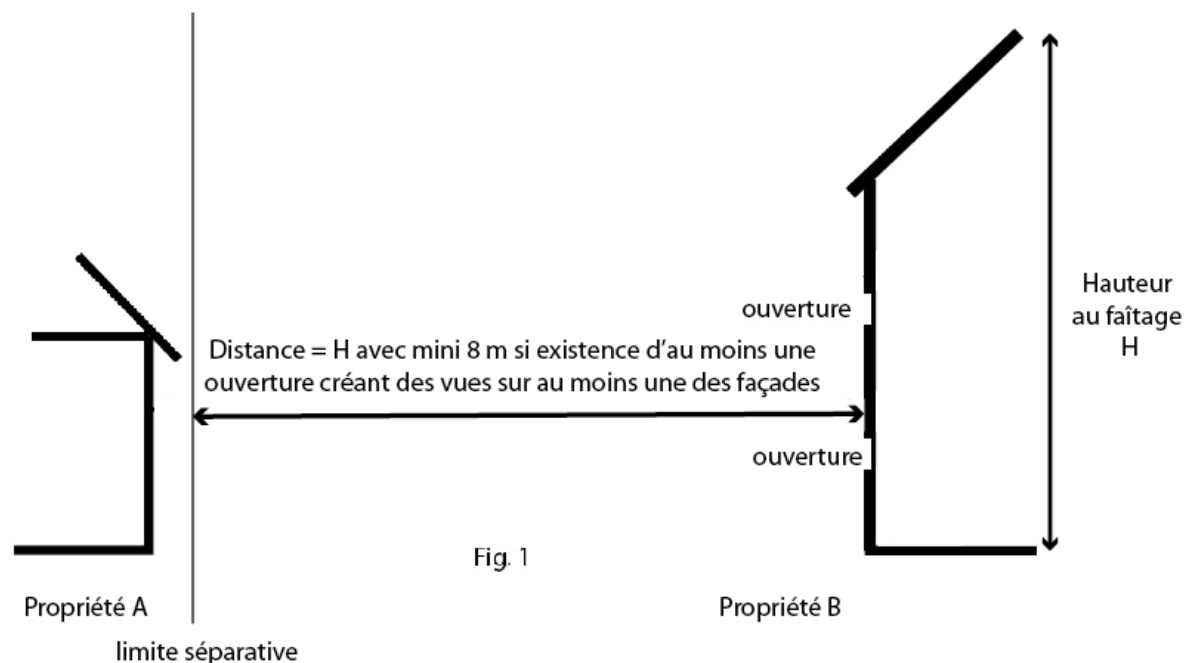 ouverture
Hauteur
au faîtage
H
Distance = H avec mini 8 m si existence d'au moins une
ouverture créant des vues sur au moins une des façades
ouverture
Fig. 1
Propriété A
Propriété B
limite séparative